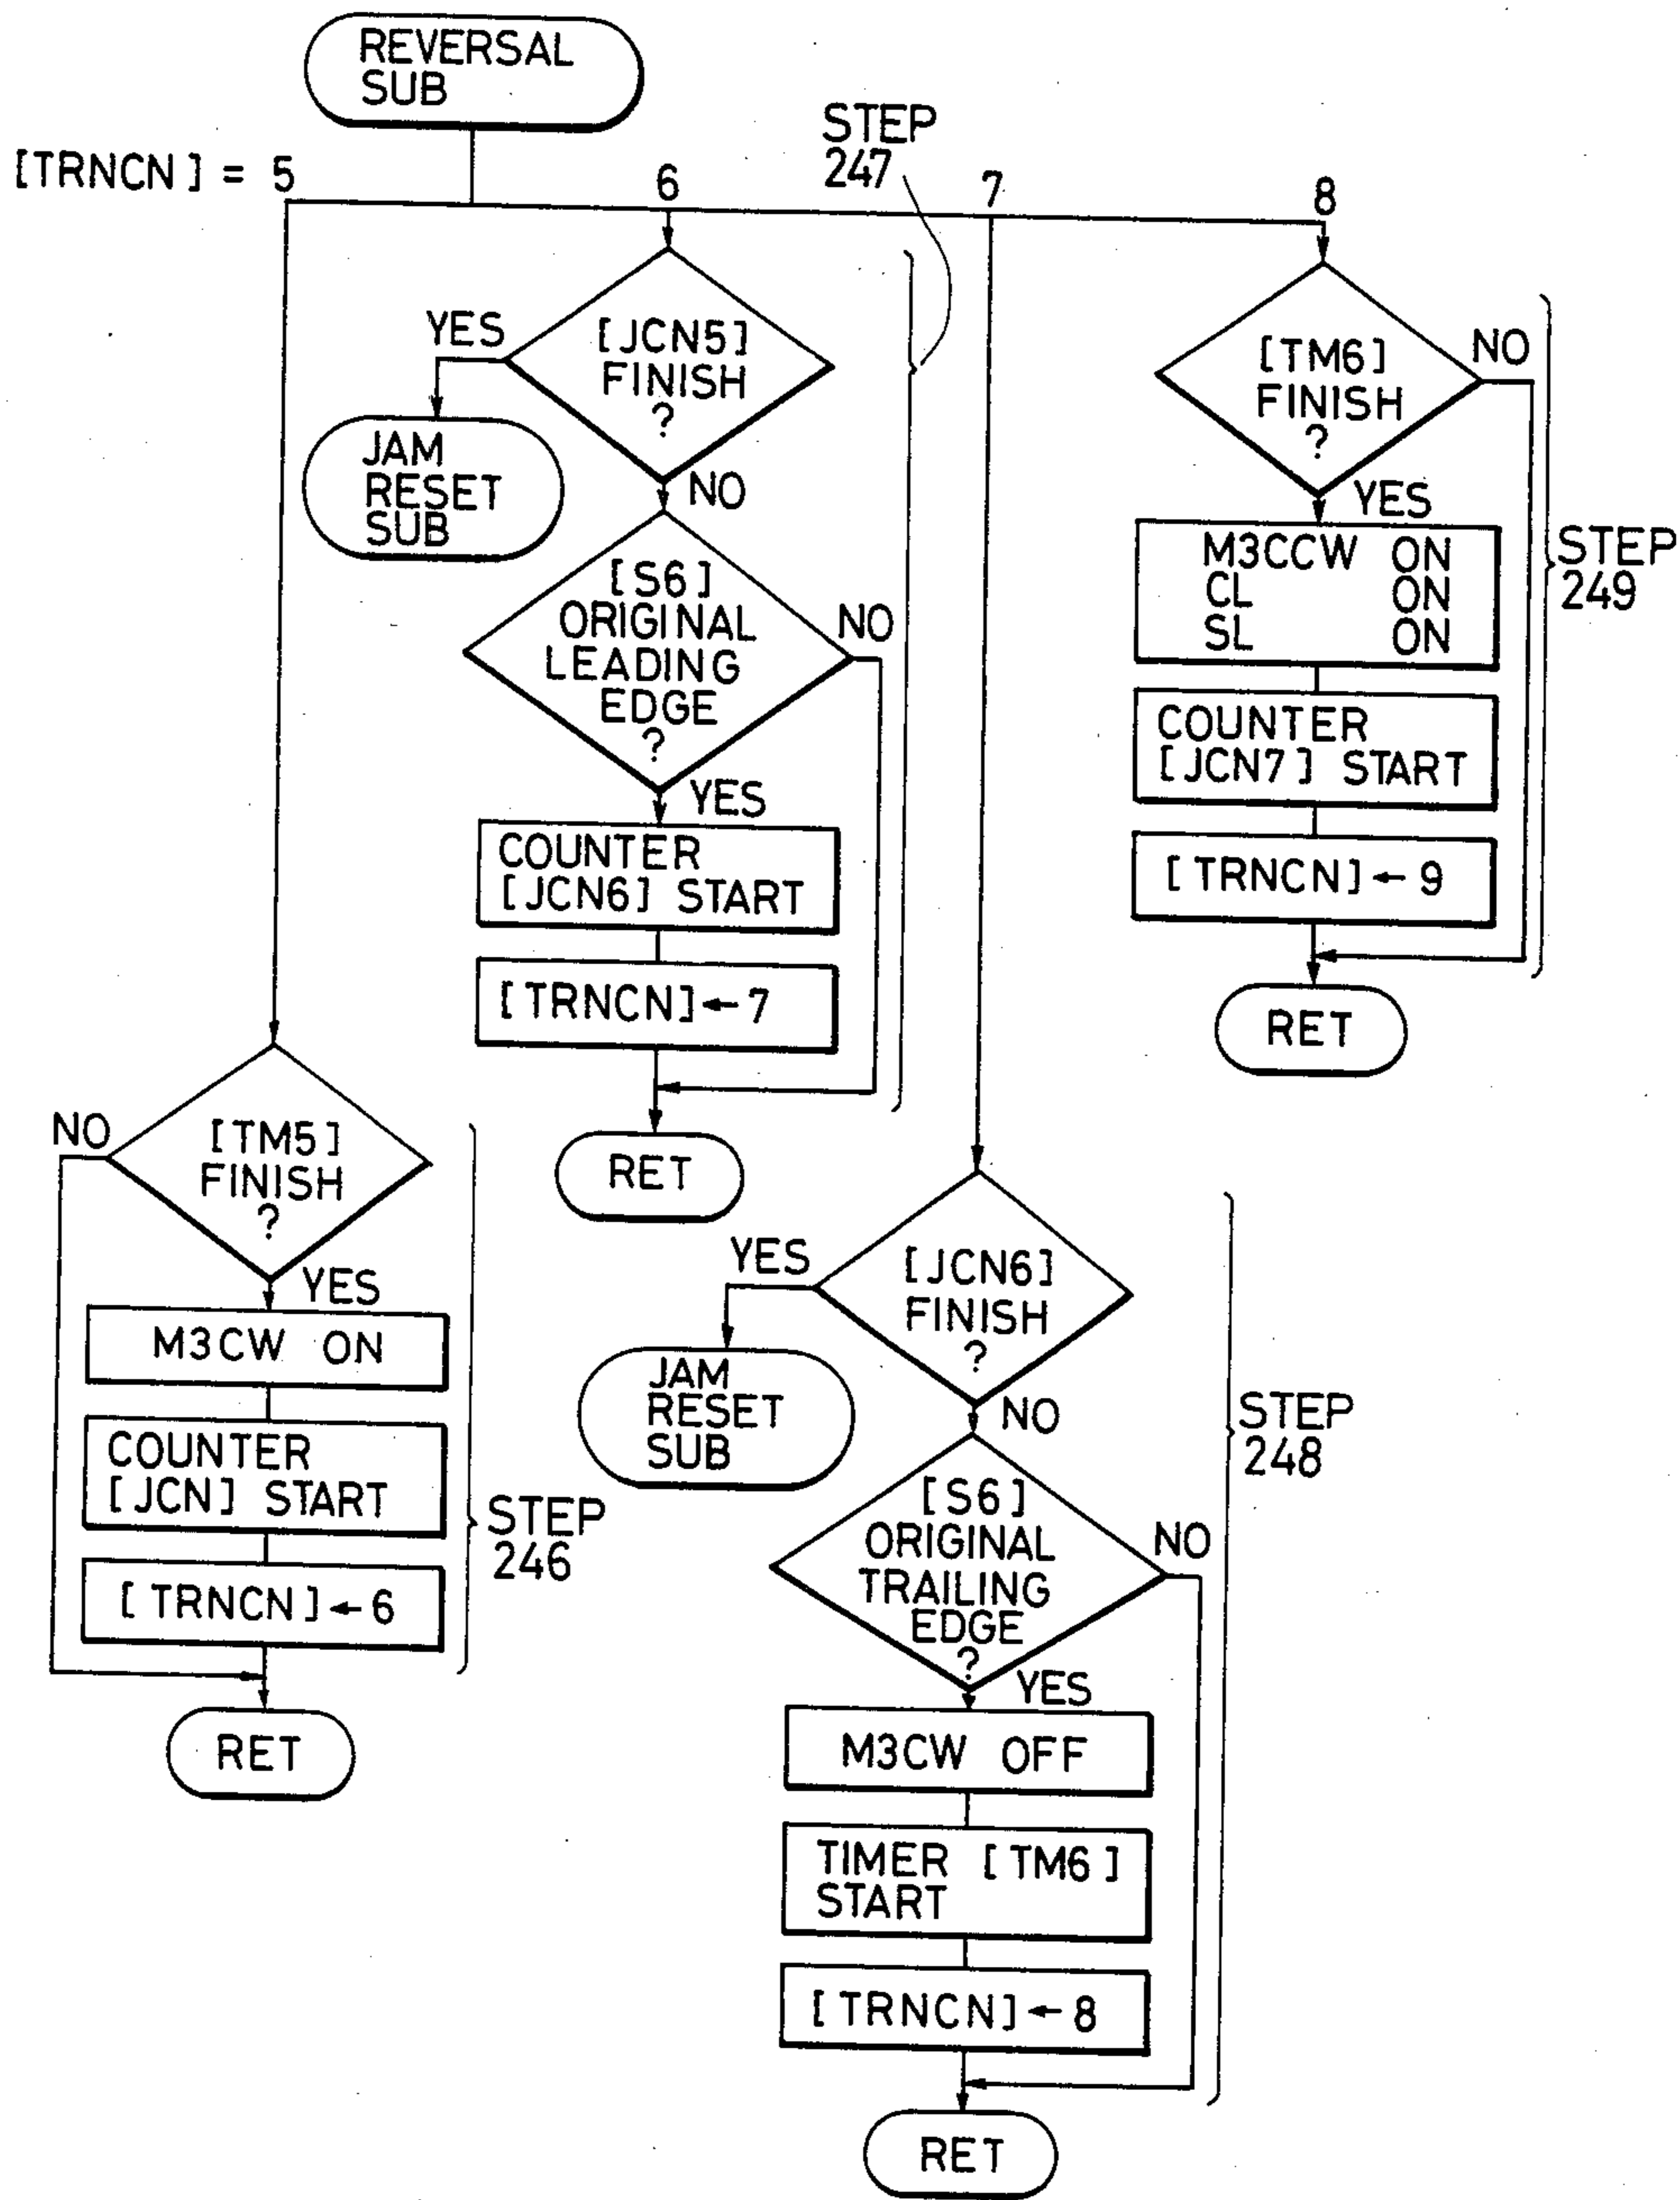 REVERSAL
SUB
[TRNCN] = 5
6
7
8
STEP
247
[JCN5]
FINISH
?
YES
NO
JAM
RESET
SUB
[S6]
ORIGINAL
LEADING
EDGE
?
NO
YES
COUNTER
[JCN6] START
[TRNCN]←7
RET
[TM6]
FINISH
?
NO
YES
M3CCW ON
CL ON
SL ON
COUNTER
[JCN7] START
[TRNCN]←9
RET
STEP
249
[TM5]
FINISH
?
NO
YES
M3CW ON
COUNTER
[JCN] START
[TRNCN]←6
RET
STEP
246
[JCN6]
FINISH
?
YES
NO
JAM
RESET
SUB
[S6]
ORIGINAL
TRAILING
EDGE
?
NO
YES
M3CW OFF
TIMER [TM6]
START
[TRNCN]←8
RET
STEP
248